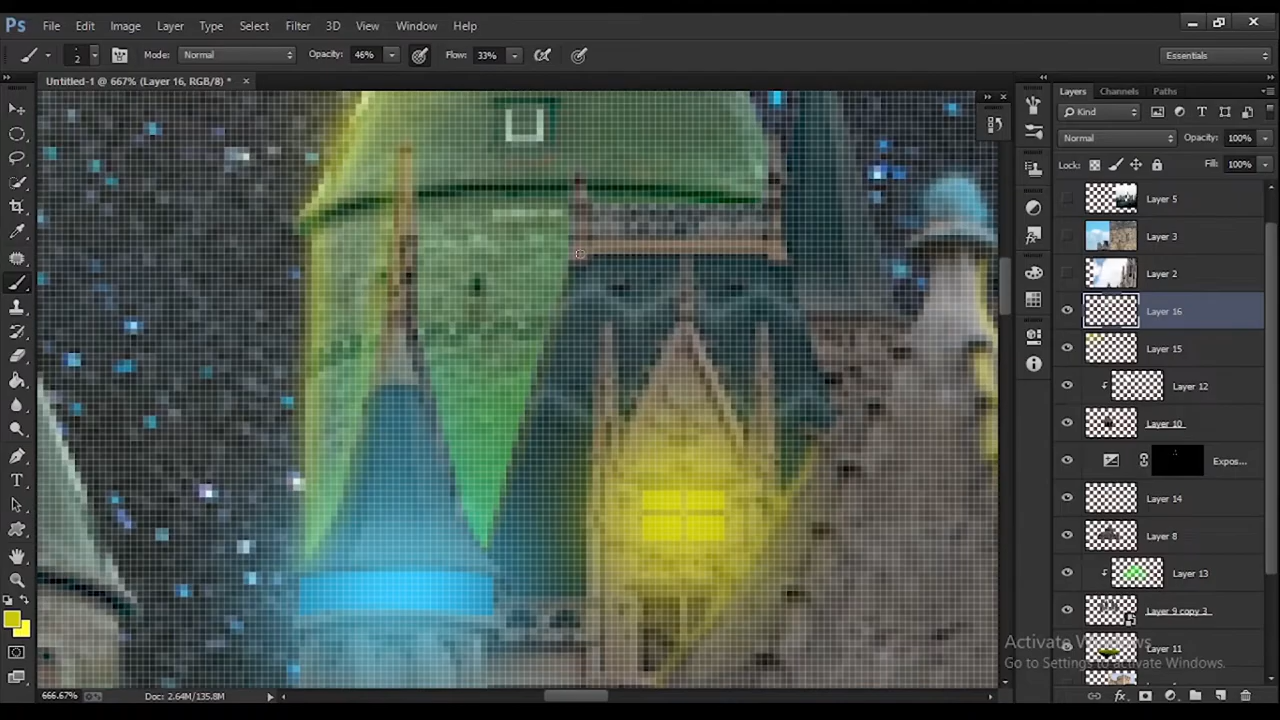 Ps File Edit Image Layer Type Select Filter 3D View Window Help
2 Mode: Normal Opacity: 46% Flow: 33% Essentials
Untitled-1 @ 667% (Layer 16, RGB/8) * ×
Layers Channels Paths
Kind
Normal Opacity: 100%
Lock: Fill: 100%
Layer 5
Layer 3
Layer 2
Layer 16
Layer 15
Layer 12
Layer 10
Expos...
Layer 14
Layer 8
Layer 13
Layer 9 copy 3
Layer 11
Activate Windows
Go to Settings to activate Windows.
666.67% Doc: 2.64M/135.8M